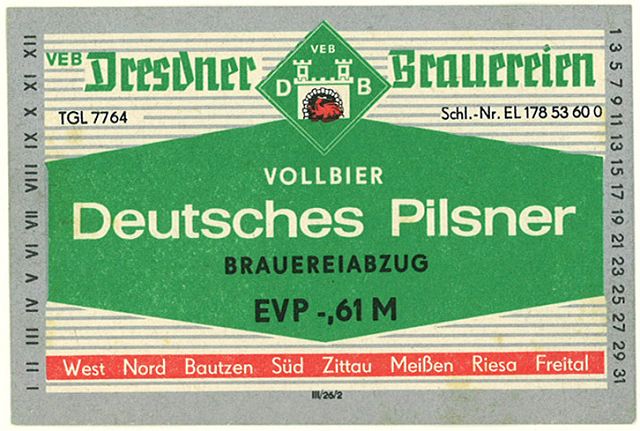 VEB Dresdner Brauereien
VEB
D B
TGL 7764
Schl.-Nr. EL 178 53 60 0
VOLLBIER
Deutsches Pilsner
BRAUEREIABZUG
EVP -,61 M
West Nord Bautzen Süd Zittau Meißen Riesa Freital
I II III IV V VI VII VIII IX X XI XII
1 3 5 7 9 11 13 15 17 19 21 23 25 27 29 31
III/26/2